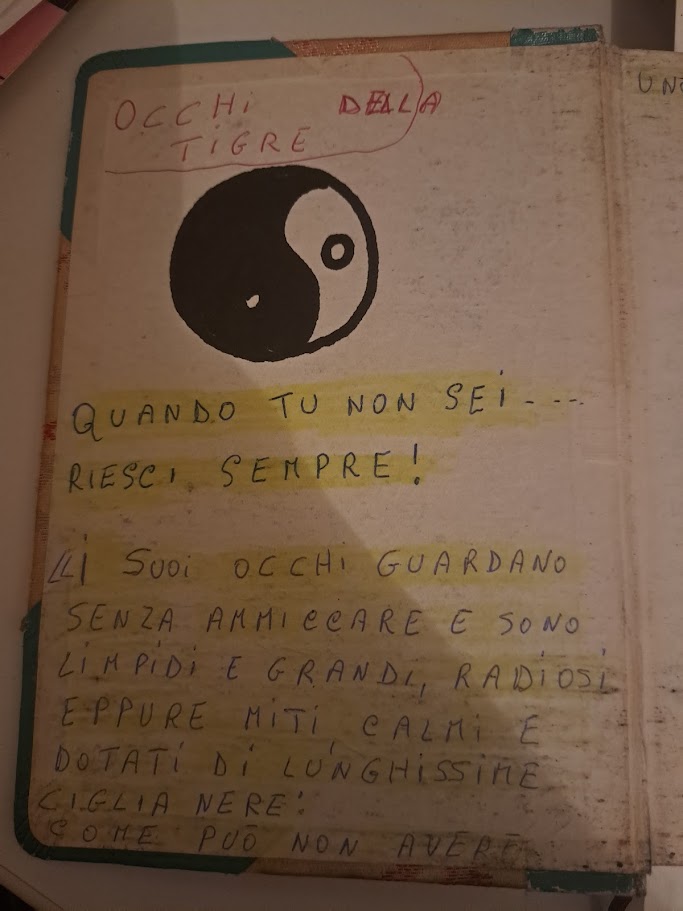 OCCHI DELLA
TIGRE
QUANDO TU NON SEI ----
RIESCI SEMPRE!
LI SUOI OCCHI GUARDANO
SENZA AMMICCARE E SONO
LIMPIDI E GRANDI, RADIOSI
EPPURE MITI, CALMI E
DOTATI DI LUNGHISSIME
CIGLIA NERE!
COME PUÒ NON AVERE